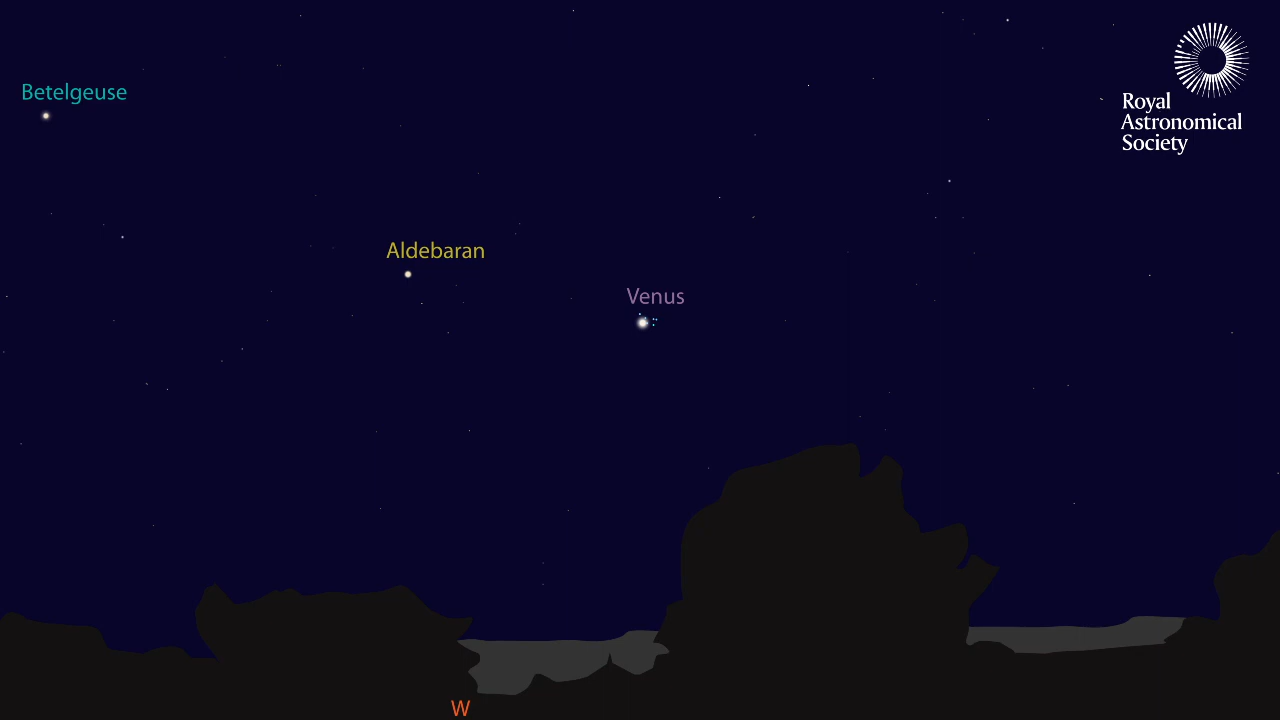 Betelgeuse
Royal
Astronomical
Society
Aldebaran
Venus
W